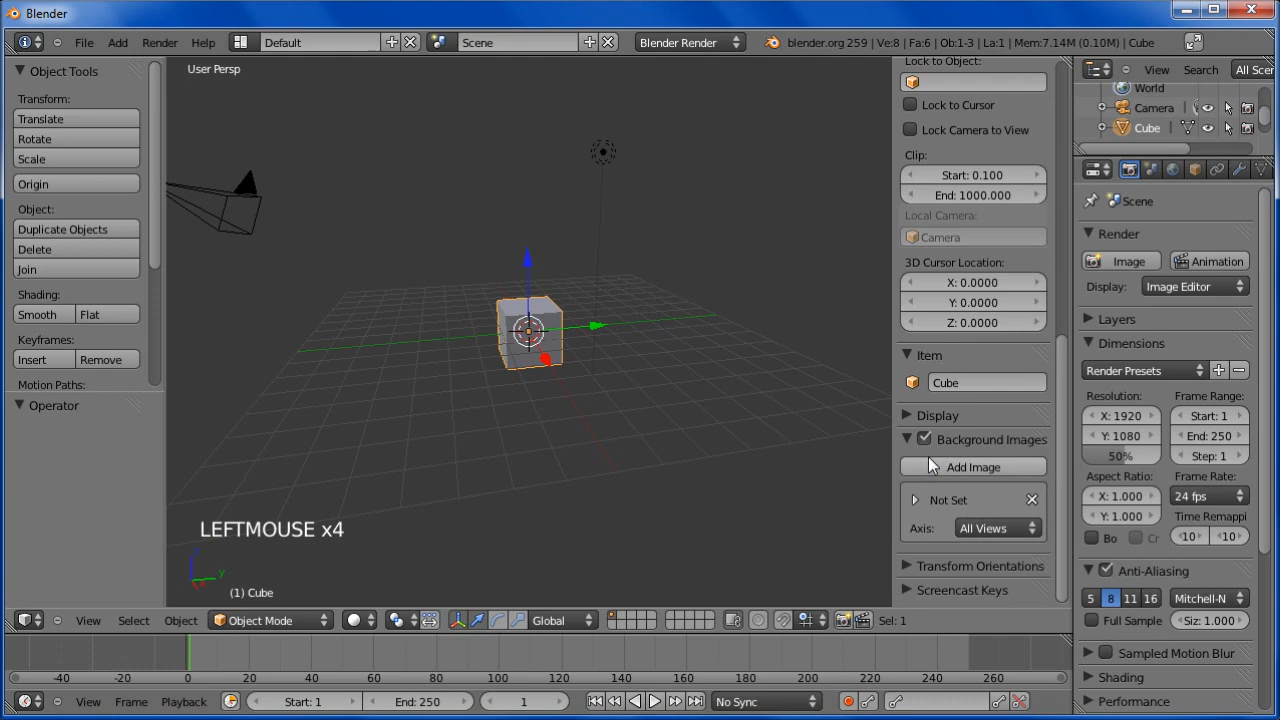 Blender
File Add Render Help Default Scene Blender Render blender.org 259 | Ve:8 | Fa:6 | Ob:1-3 | La:1 | Mem:7.14M (0.10M) | Cube
Object Tools
Transform:
Translate
Rotate
Scale
Origin
Object:
Duplicate Objects
Delete
Join
Shading:
Smooth Flat
Keyframes:
Insert Remove
Motion Paths:
Operator
User Persp
LEFTMOUSE x4
y
(1) Cube
Lock to Object:
Lock to Cursor
Lock Camera to View
Clip:
Start: 0.100
End: 1000.000
Local Camera:
Camera
3D Cursor Location:
X: 0.0000
Y: 0.0000
Z: 0.0000
Item
Cube
Display
Background Images
Add Image
Not Set
Axis: All Views
Transform Orientations
Screencast Keys
View Search All Scen
World
Camera
Cube
Scene
Render
Image Animation
Display: Image Editor
Layers
Dimensions
Render Presets
Resolution: Frame Range:
X: 1920 Start: 1
Y: 1080 End: 250
50% Step: 1
Aspect Ratio: Frame Rate:
X: 1.000 24 fps
Y: 1.000 Time Remappi
Bo Cr 10 10
Anti-Aliasing
5 8 11 16 Mitchell-N
Full Sample Siz: 1.000
Sampled Motion Blur
Shading
Performance
View Select Object Object Mode Global Sel: 1
-40 -20 0 20 40 60 80 100 120 140 160 180 200 220 240 260
View Frame Playback Start: 1 End: 250 1 No Sync